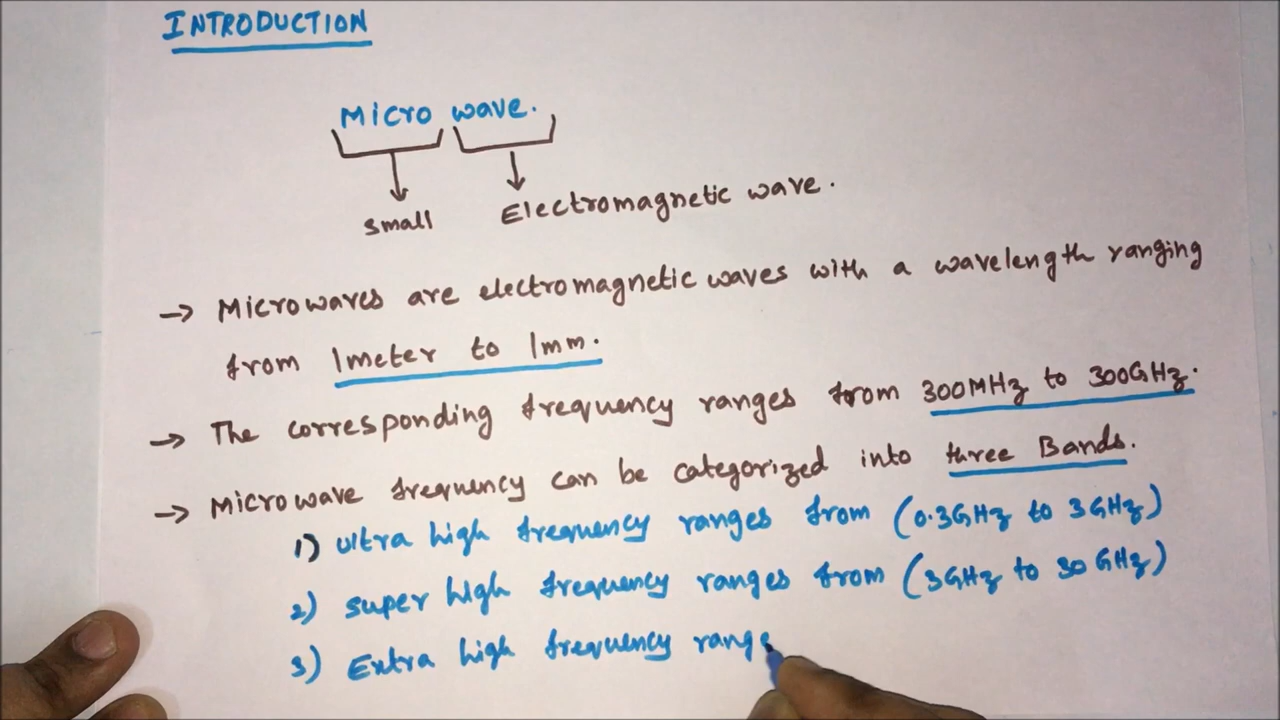 INTRODUCTION
Micro wave.
small Electromagnetic wave.
→ Microwaves are electromagnetic waves with a wavelength ranging
from 1meter to 1mm.
→ The corresponding frequency ranges from 300MHz to 300GHz.
→ Microwave frequency can be categorized into three Bands.
1) ultra high frequency ranges from (0.3GHz to 3GHz)
2) super high frequency ranges from (3GHz to 30GHz)
3) Extra high frequency range